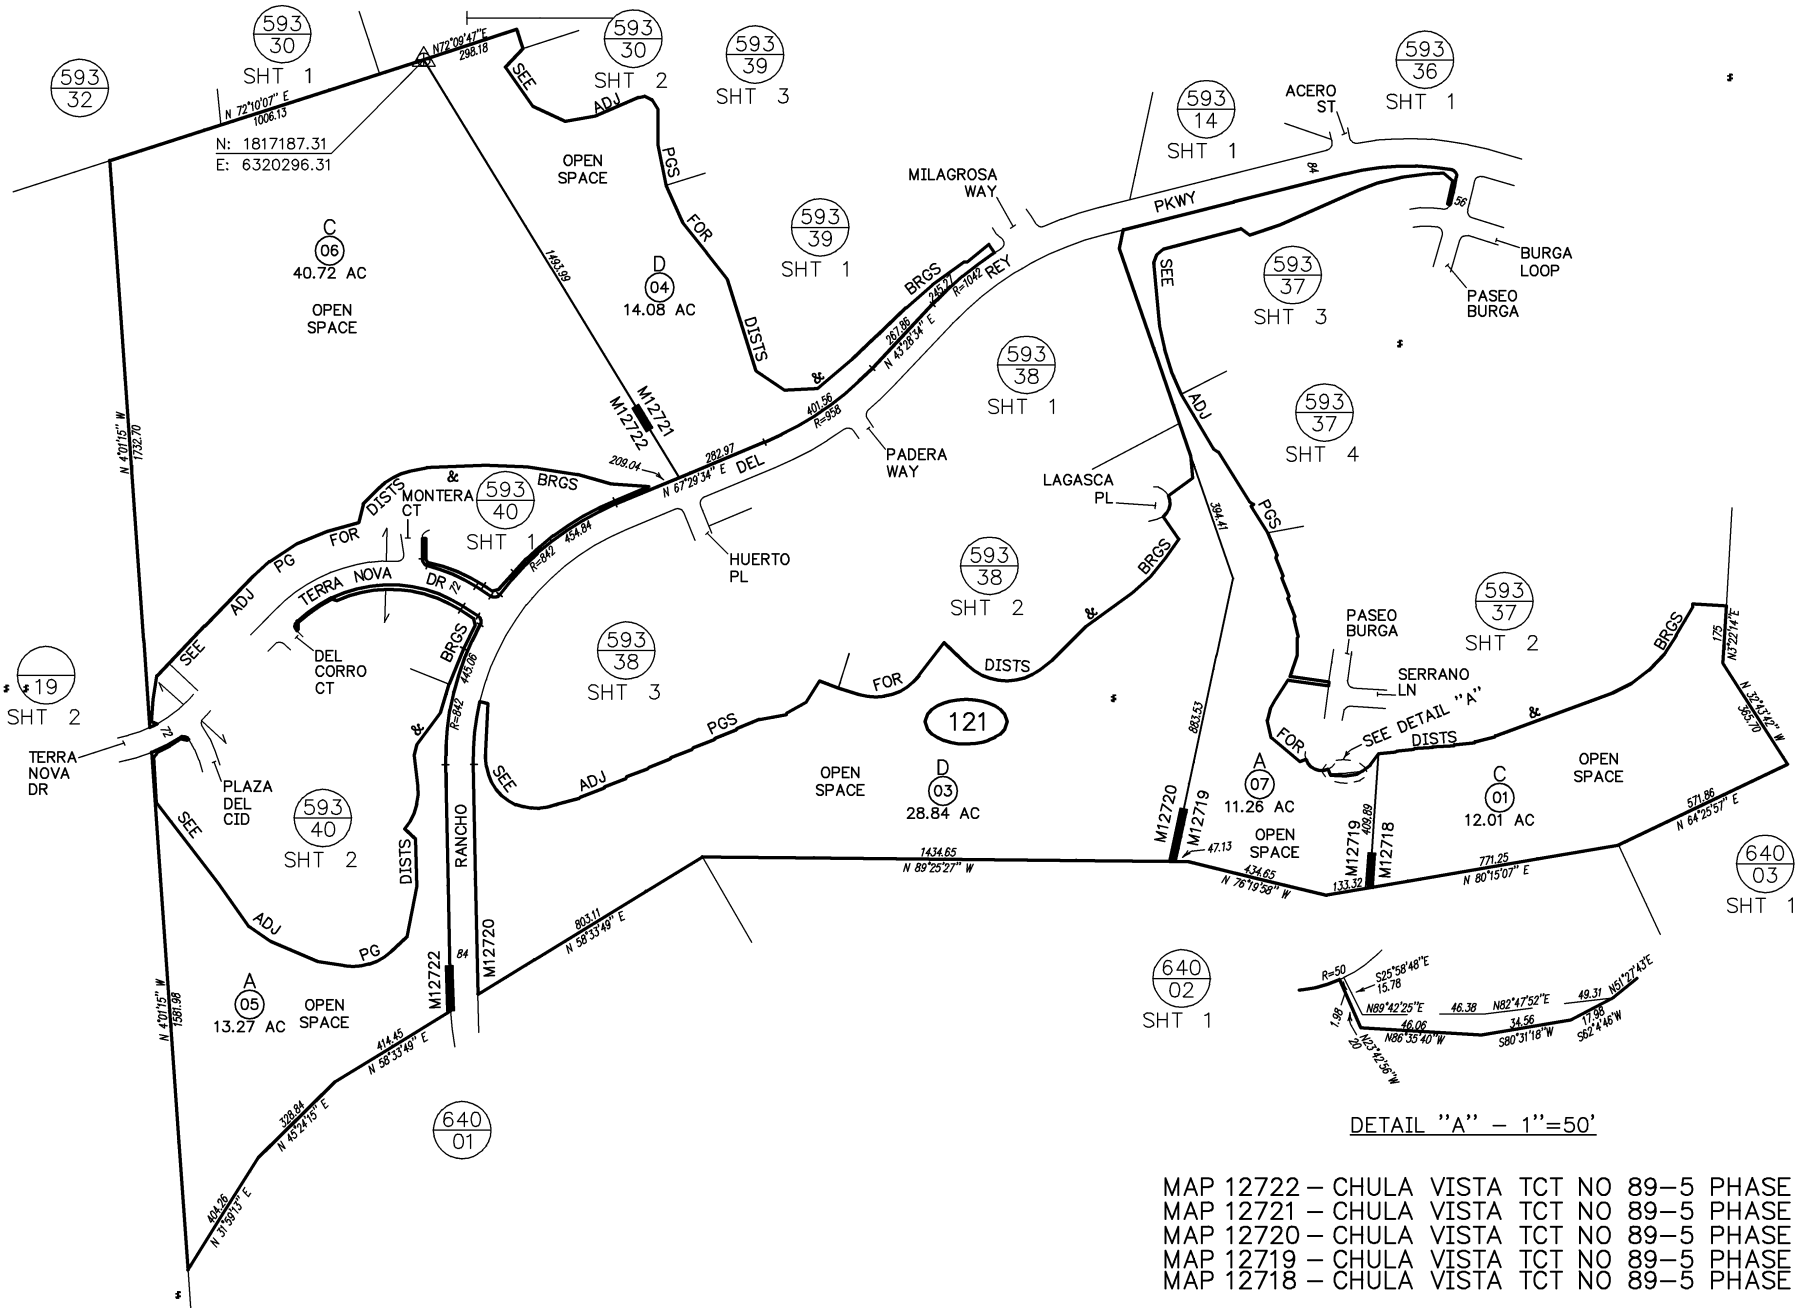 593
30
SHT 1
593
32
N 72°10'07" E
1006.13
N: 1817187.31
E: 6320296.31
N72°09'47"E
298.18
593
30
SHT 2
593
39
SHT 3
SEE
ADJ
PGS
FOR
DISTS
&
BRGS
593
36
SHT 1
ACERO
ST
593
14
SHT 1
84
OPEN
SPACE
MILAGROSA
WAY
PKWY
56
BURGA
LOOP
PASEO
BURGA
C
06
40.72 AC
OPEN
SPACE
1493.99
D
04
14.08 AC
593
39
SHT 1
245.27
R=1042
REY
267.86
N 43°28'34" E
593
37
SHT 3
593
38
SHT 1
593
37
SHT 4
SEE
ADJ
PGS
FOR
N 4°01'15" W
1732.70
M12721
M12722
401.56
R=958
282.97
DEL
N 67°29'34" E
209.04
PADERA
WAY
LAGASCA
PL
394.41
DISTS
&
BRGS
MONTERA
CT
593
40
SHT 1
454.84
R=842
HUERTO
PL
593
38
SHT 2
BRGS
&
DISTS
FOR
PGS
ADJ
SEE
SEE
ADJ
PG
FOR
TERRA NOVA
DR
72
DEL
CORRO
CT
BRGS
445.06
R=842
593
38
SHT 3
593
37
SHT 2
PASEO
BURGA
SERRANO
LN
SEE DETAIL "A"
DISTS
&
BRGS
175
N3°22'14"E
N 32°43'42" W
365.70
19
SHT 2
TERRA
NOVA
DR
72
PLAZA
DEL
CID
121
593
40
SHT 2
SEE
ADJ
PG
DISTS
&
RANCHO
OPEN
SPACE
D
03
28.84 AC
883.53
A
07
11.26 AC
OPEN
SPACE
OPEN
SPACE
C
01
12.01 AC
571.86
N 64°25'57" E
M12720
M12719
47.13
M12719
409.89
M12718
1434.65
N 89°25'27" W
434.65
N 76°19'58" W
133.32
771.25
N 80°15'07" E
640
03
SHT 1
803.11
N 58°33'49" E
M12722
84
M12720
A
05
13.27 AC
OPEN
SPACE
N 4°01'15" W
1581.98
414.45
N 58°33'49" E
328.84
N 45°24'15" E
404.26
N 31°59'13" E
640
01
640
02
SHT 1
R=50
S25°58'48"E
15.78
N89°42'25"E
46.38
N82°47'52"E
49.31
N51°27'43"E
1.98
20
N23°42'56"W
46.06
N86°35'40"W
34.56
S80°31'18"W
17.98
S62°4'46"W
DETAIL "A" – 1"=50'
MAP 12722 – CHULA VISTA TCT NO 89–5 PHASE
MAP 12721 – CHULA VISTA TCT NO 89–5 PHASE
MAP 12720 – CHULA VISTA TCT NO 89–5 PHASE
MAP 12719 – CHULA VISTA TCT NO 89–5 PHASE
MAP 12718 – CHULA VISTA TCT NO 89–5 PHASE